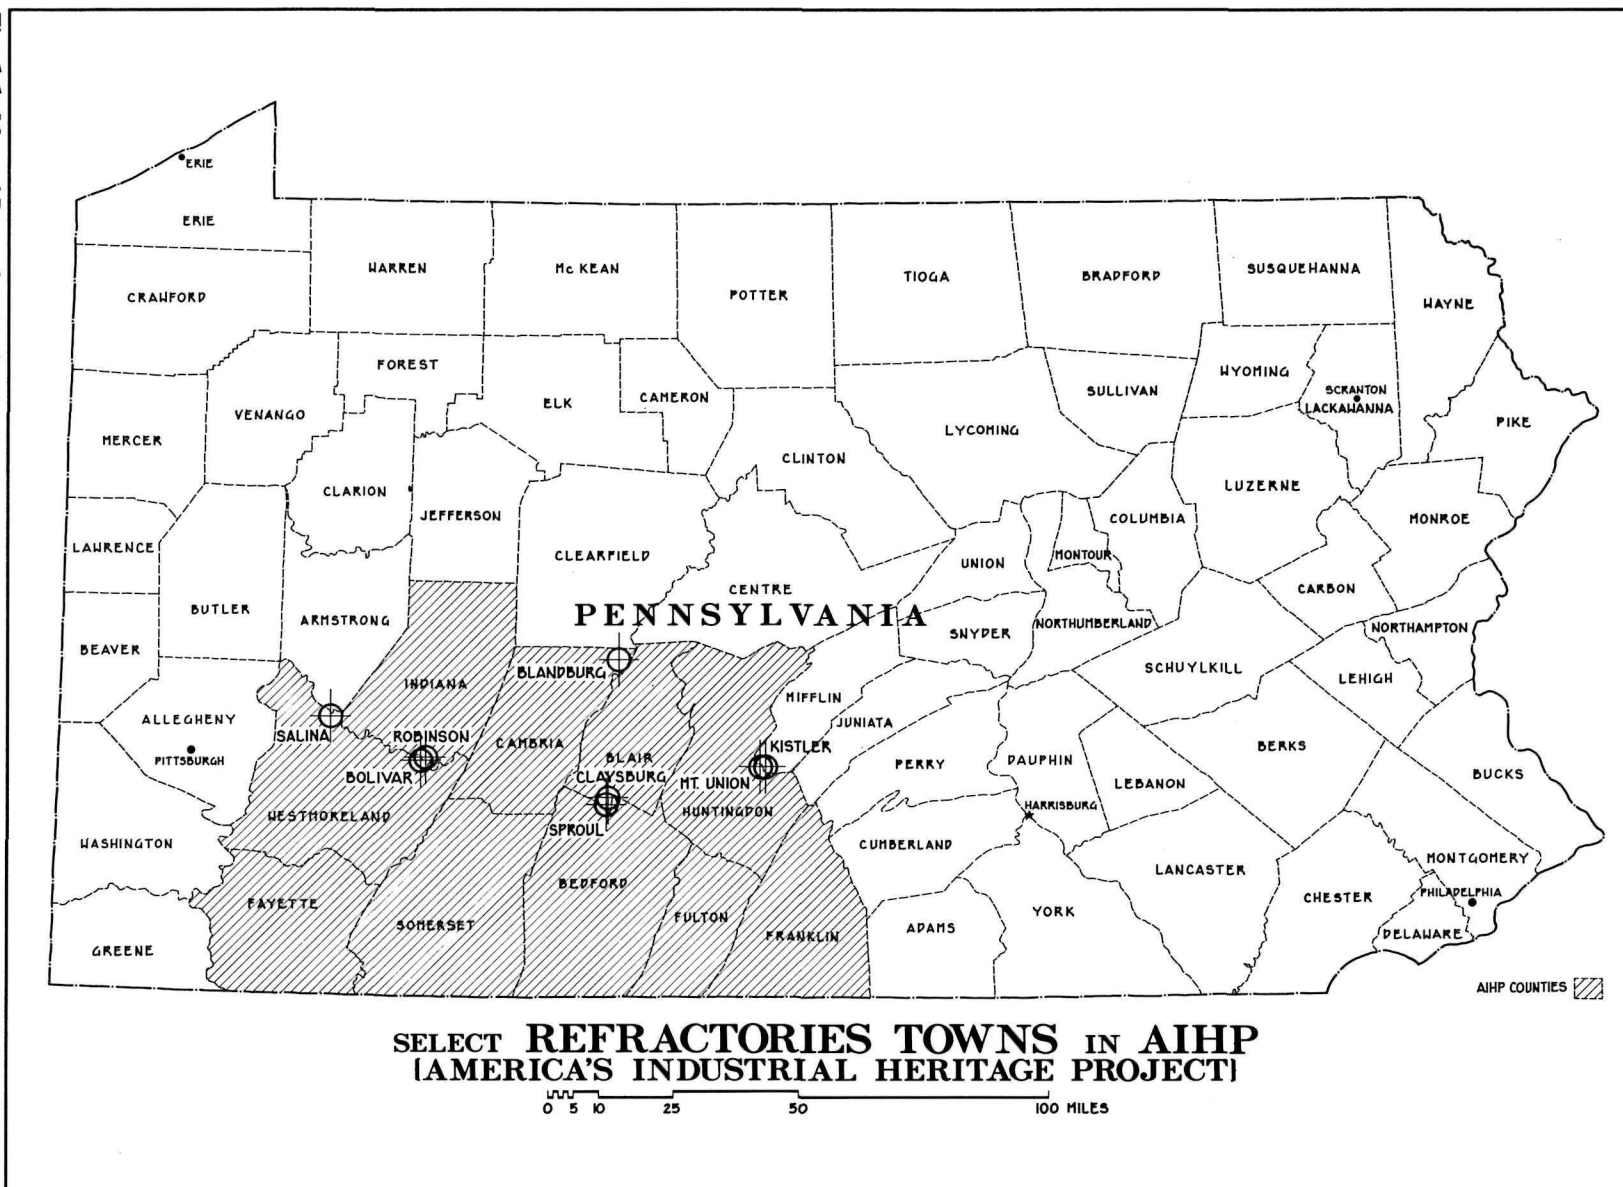 ERIE
ERIE
WARREN
Mc KEAN
POTTER
TIOGA
BRADFORD
SUSQUEHANNA
WAYNE
CRAWFORD
FOREST
ELK
CAMERON
SULLIVAN
WYOMING
SCRANTON
LACKAWANNA
PIKE
MERCER
VENANGO
CLARION
JEFFERSON
CLINTON
LYCOMING
LUZERNE
COLUMBIA
MONROE
LAWRENCE
CLEARFIELD
CENTRE
UNION
MONTOUR
CARBON
BUTLER
ARMSTRONG
PENNSYLVANIA
SNYDER
NORTHUMBERLAND
NORTHAMPTON
BEAVER
INDIANA
BLANDBURG
MIFFLIN
SCHUYLKILL
LEHIGH
ALLEGHENY
PITTSBURGH
SALINA
ROBINSON
BOLIVAR
CAMBRIA
BLAIR
CLAYSBURG
MT. UNION
KISTLER
JUNIATA
PERRY
DAUPHIN
LEBANON
BERKS
BUCKS
HARRISBURG
WASHINGTON
WESTMORELAND
SPROUL
HUNTINGDON
CUMBERLAND
LANCASTER
MONTGOMERY
CHESTER
PHILADELPHIA
DELAWARE
GREENE
FAYETTE
SOMERSET
BEDFORD
FULTON
FRANKLIN
ADAMS
YORK
AIHP COUNTIES
SELECT REFRACTORIES TOWNS IN AIHP
[AMERICA'S INDUSTRIAL HERITAGE PROJECT]
0 5 10 25 50 100 MILES